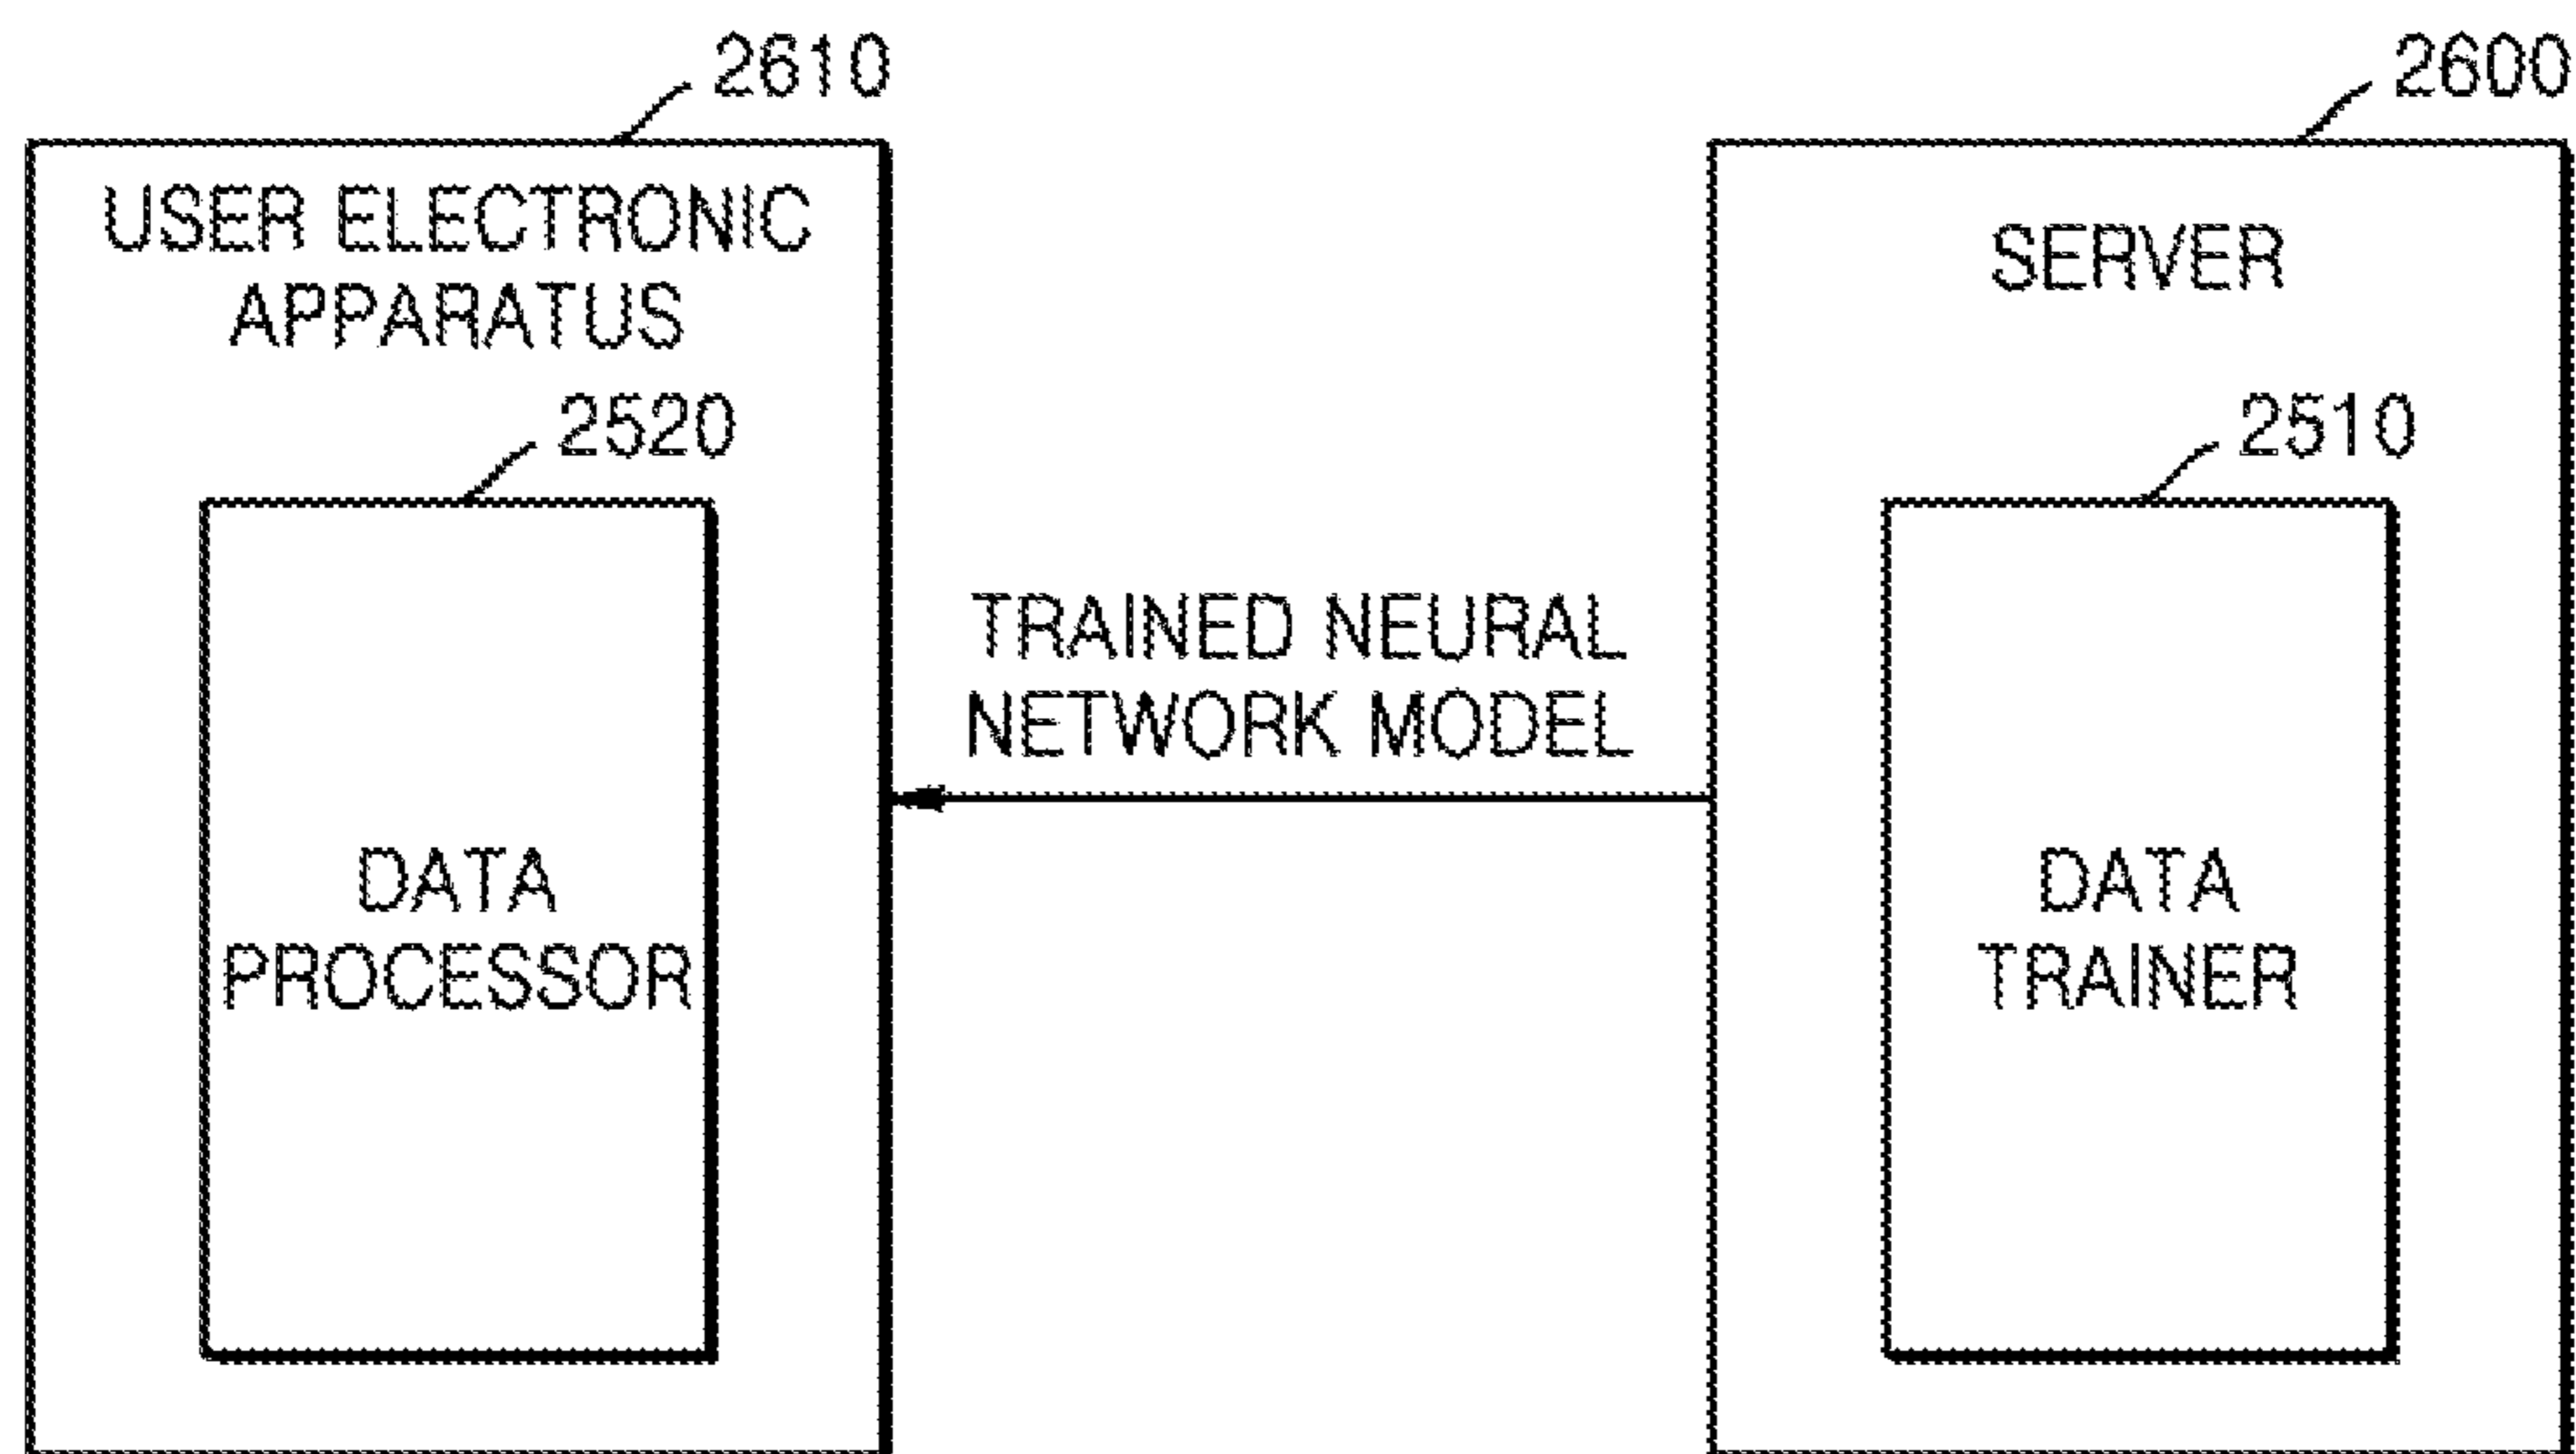 2610
2600
USER ELECTRONIC
APPARATUS
SERVER
2520
2510
TRAINED NEURAL
NETWORK MODEL
DATA
PROCESSOR
DATA
TRAINER